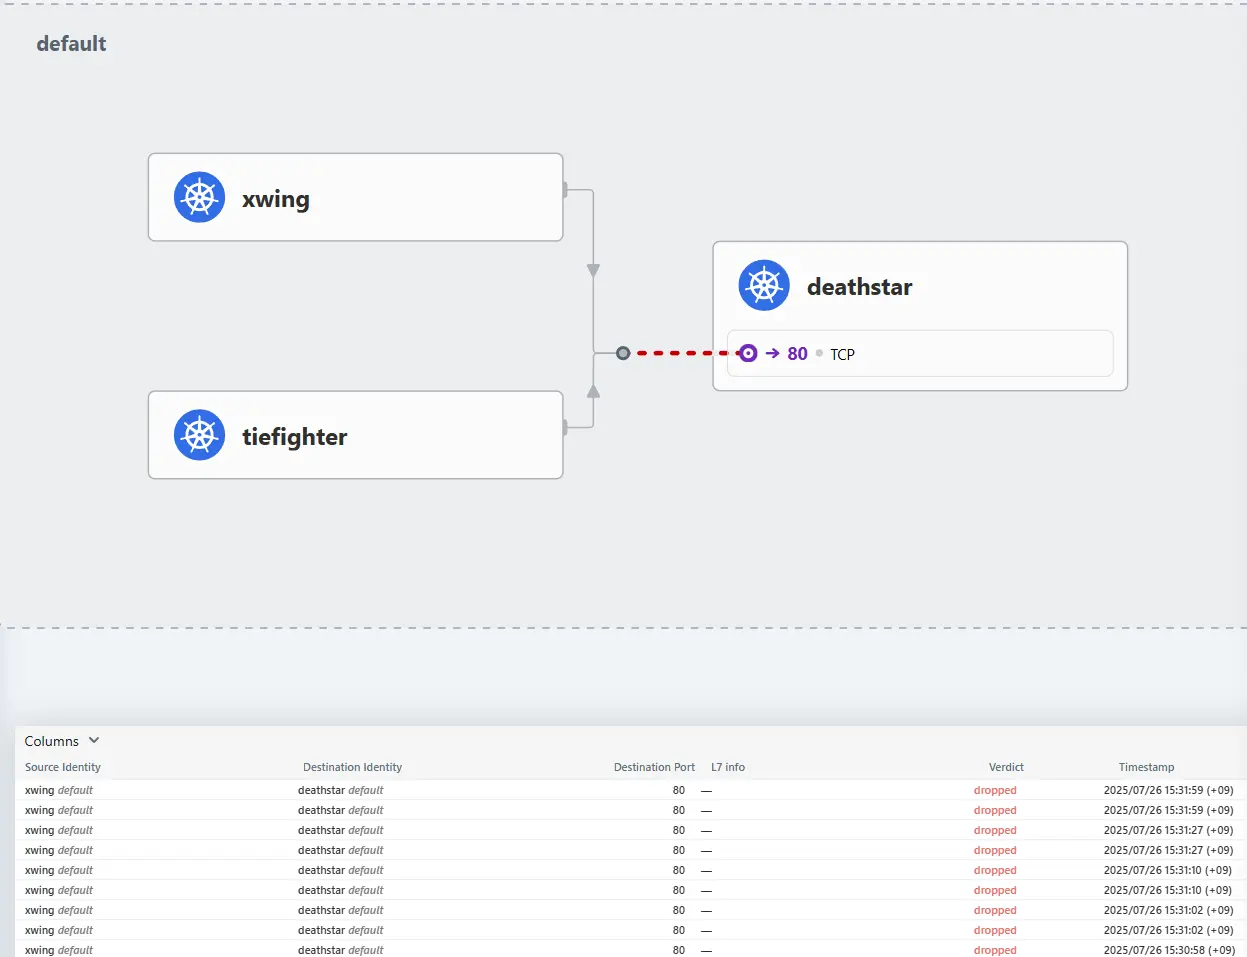 default
xwing
deathstar
→ 80 • TCP
tiefighter
Columns
Source Identity Destination Identity Destination Port L7 info Verdict Timestamp
xwing default deathstar default 80 — dropped 2025/07/26 15:31:59 (+09)
xwing default deathstar default 80 — dropped 2025/07/26 15:31:59 (+09)
xwing default deathstar default 80 — dropped 2025/07/26 15:31:27 (+09)
xwing default deathstar default 80 — dropped 2025/07/26 15:31:27 (+09)
xwing default deathstar default 80 — dropped 2025/07/26 15:31:10 (+09)
xwing default deathstar default 80 — dropped 2025/07/26 15:31:10 (+09)
xwing default deathstar default 80 — dropped 2025/07/26 15:31:02 (+09)
xwing default deathstar default 80 — dropped 2025/07/26 15:31:02 (+09)
xwing default deathstar default 80 — dropped 2025/07/26 15:30:58 (+09)